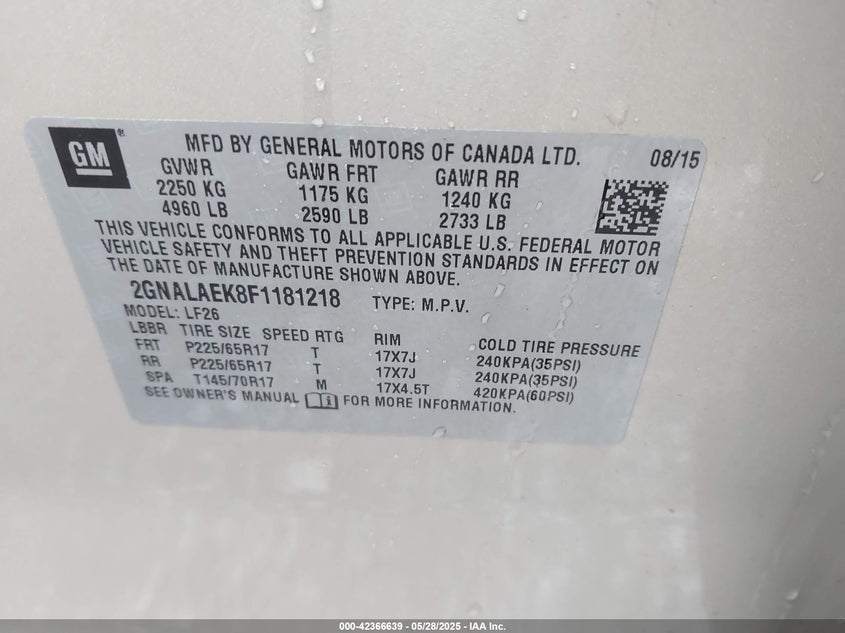 GM®
MFD BY GENERAL MOTORS OF CANADA LTD. 08/15
GVWR GAWR FRT GAWR RR
2250 KG 1175 KG 1240 KG
4960 LB 2590 LB 2733 LB
THIS VEHICLE CONFORMS TO ALL APPLICABLE U.S. FEDERAL MOTOR
VEHICLE SAFETY AND THEFT PREVENTION STANDARDS IN EFFECT ON
THE DATE OF MANUFACTURE SHOWN ABOVE.
2GNALAEK8F1181218 TYPE: M.P.V.
MODEL: LF26
LBBR TIRE SIZE SPEED RTG RIM COLD TIRE PRESSURE
FRT P225/65R17 T 17X7J 240KPA(35PSI)
RR P225/65R17 T 17X7J 240KPA(35PSI)
SPA T145/70R17 M 17X4.5T 420KPA(60PSI)
SEE OWNER'S MANUAL FOR MORE INFORMATION.
000-42366639 - 05/28/2025 - IAA Inc.